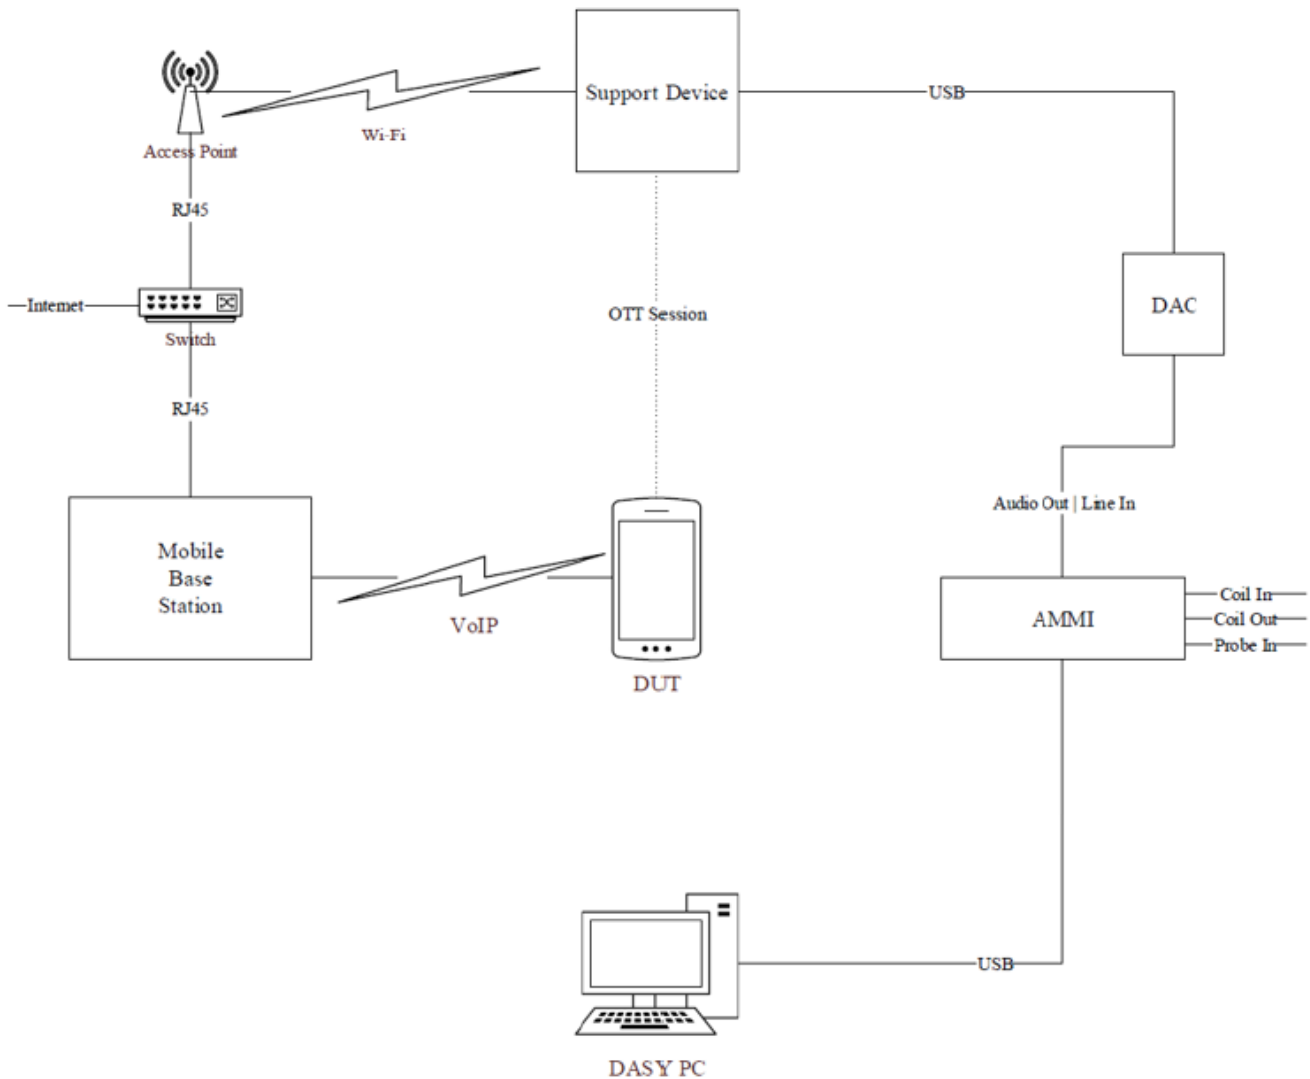 Support Device
USB
Wi-Fi
Access Point
RJ45
Internet
DAC
OTT Session
Switch
RJ45
Audio Out | Line In
Mobile
Base
Station
VoIP
DUT
AMMI
Coil In
Coil Out
Probe In
USB
DASY PC